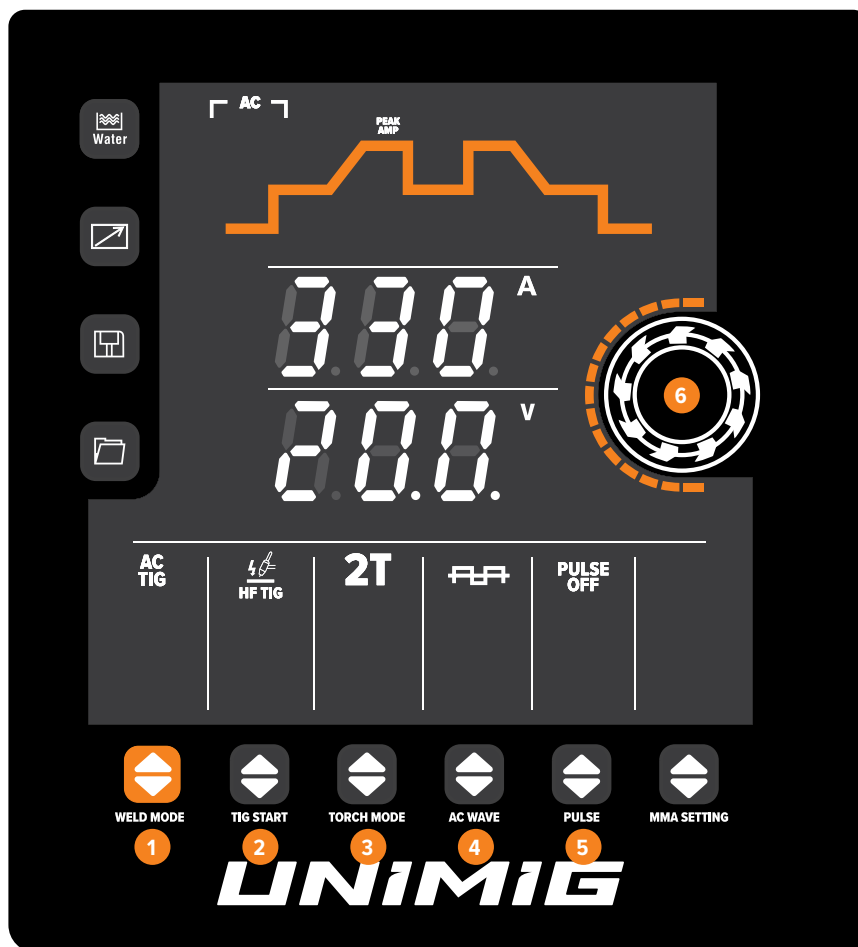 AC
PEAK
AMP
Water
330 A
200. V
AC
TIG
HF TIG
2T
PULSE
OFF
6
WELD MODE
TIG START
TORCH MODE
AC WAVE
PULSE
MMA SETTING
1
2
3
4
5
UNIMIG